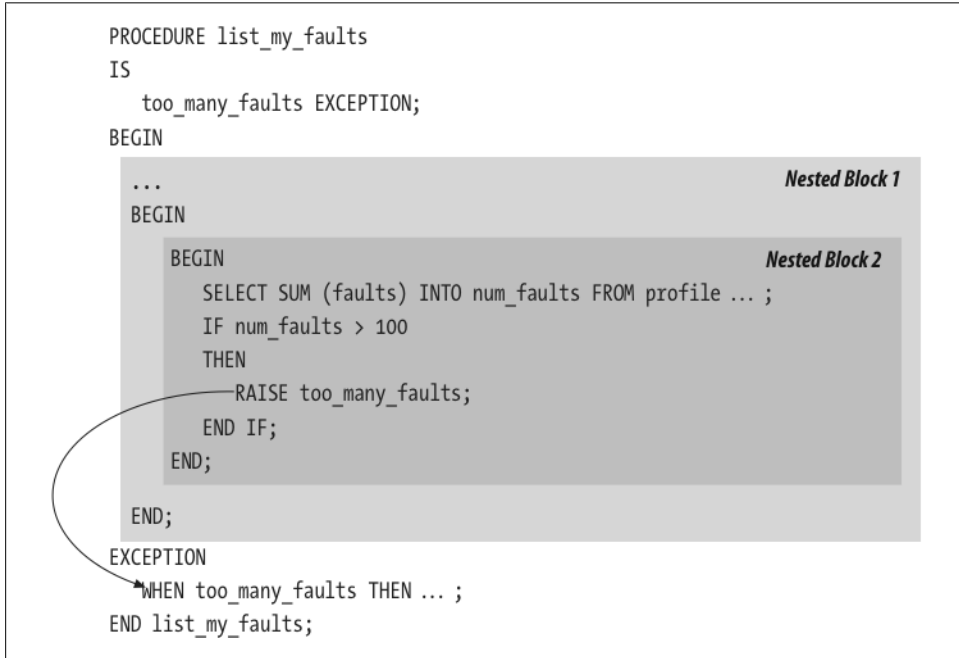 PROCEDURE list_my_faults
IS
too_many_faults EXCEPTION;
BEGIN
... Nested Block 1
BEGIN
BEGIN Nested Block 2
SELECT SUM (faults) INTO num_faults FROM profile ... ;
IF num_faults > 100
THEN
RAISE too_many_faults;
END IF;
END;
END;
EXCEPTION
WHEN too_many_faults THEN ... ;
END list_my_faults;